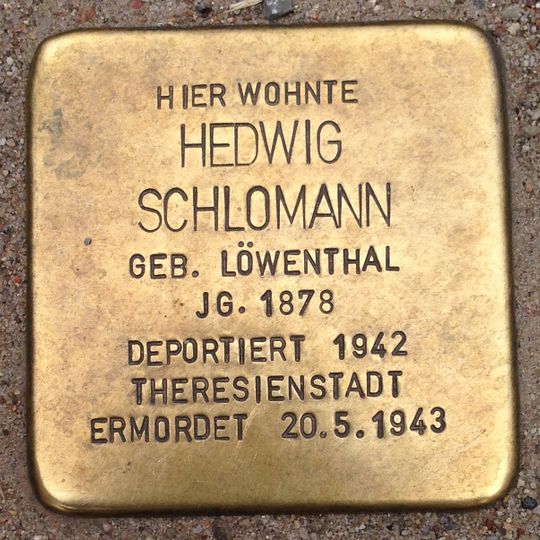 HIER WOHNTE
HEDWIG
SCHLOMANN
GEB. LÖWENTHAL
JG. 1878
DEPORTIERT 1942
THERESIENSTADT
ERMORDET 20.5.1943